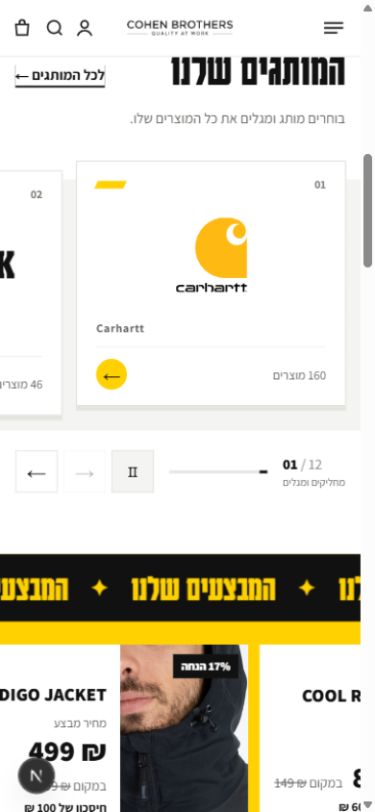 COHEN BROTHERS
QUALITY AT WORK
המותגים שלנו
לכל המותגים ←
בוחרים מותג ומגלים את כל המוצרים שלו.
01
carhartt
Carhartt
160 מוצרים
←
02
46
01 / 12
מחליקים ומגלים
II
→
←
המבצעים שלנו
17% הנחה
COOL
במקום 149 ₪
JACKET
מחיר מבצע
499 ₪
במקום
חיסכון של 100 ₪
N